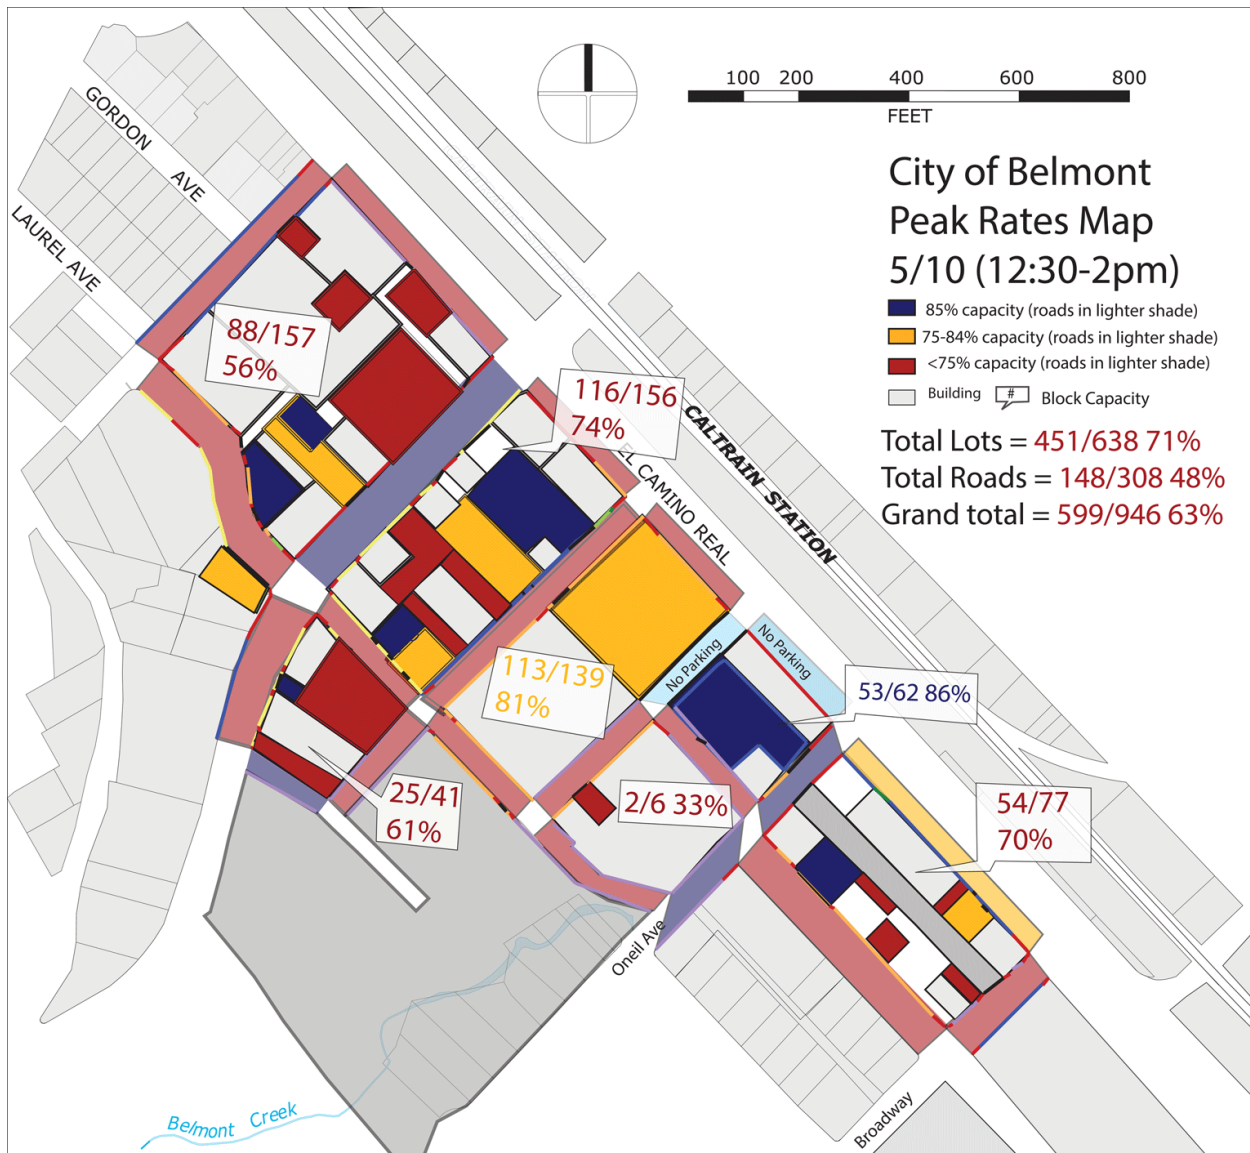 100 200 400 600 800
FEET
City of Belmont
Peak Rates Map
5/10 (12:30-2pm)
85% capacity (roads in lighter shade)
75-84% capacity (roads in lighter shade)
<75% capacity (roads in lighter shade)
Building # Block Capacity
Total Lots = 451/638 71%
Total Roads = 148/308 48%
Grand total = 599/946 63%
GORDON AVE
LAUREL AVE
88/157
56%
116/156
74%
EL CAMINO REAL
CALTRAIN STATION
No Parking
No Parking
113/139
81%
53/62 86%
25/41
61%
2/6 33%
54/77
70%
Oneil Ave
Belmont Creek
Broadway